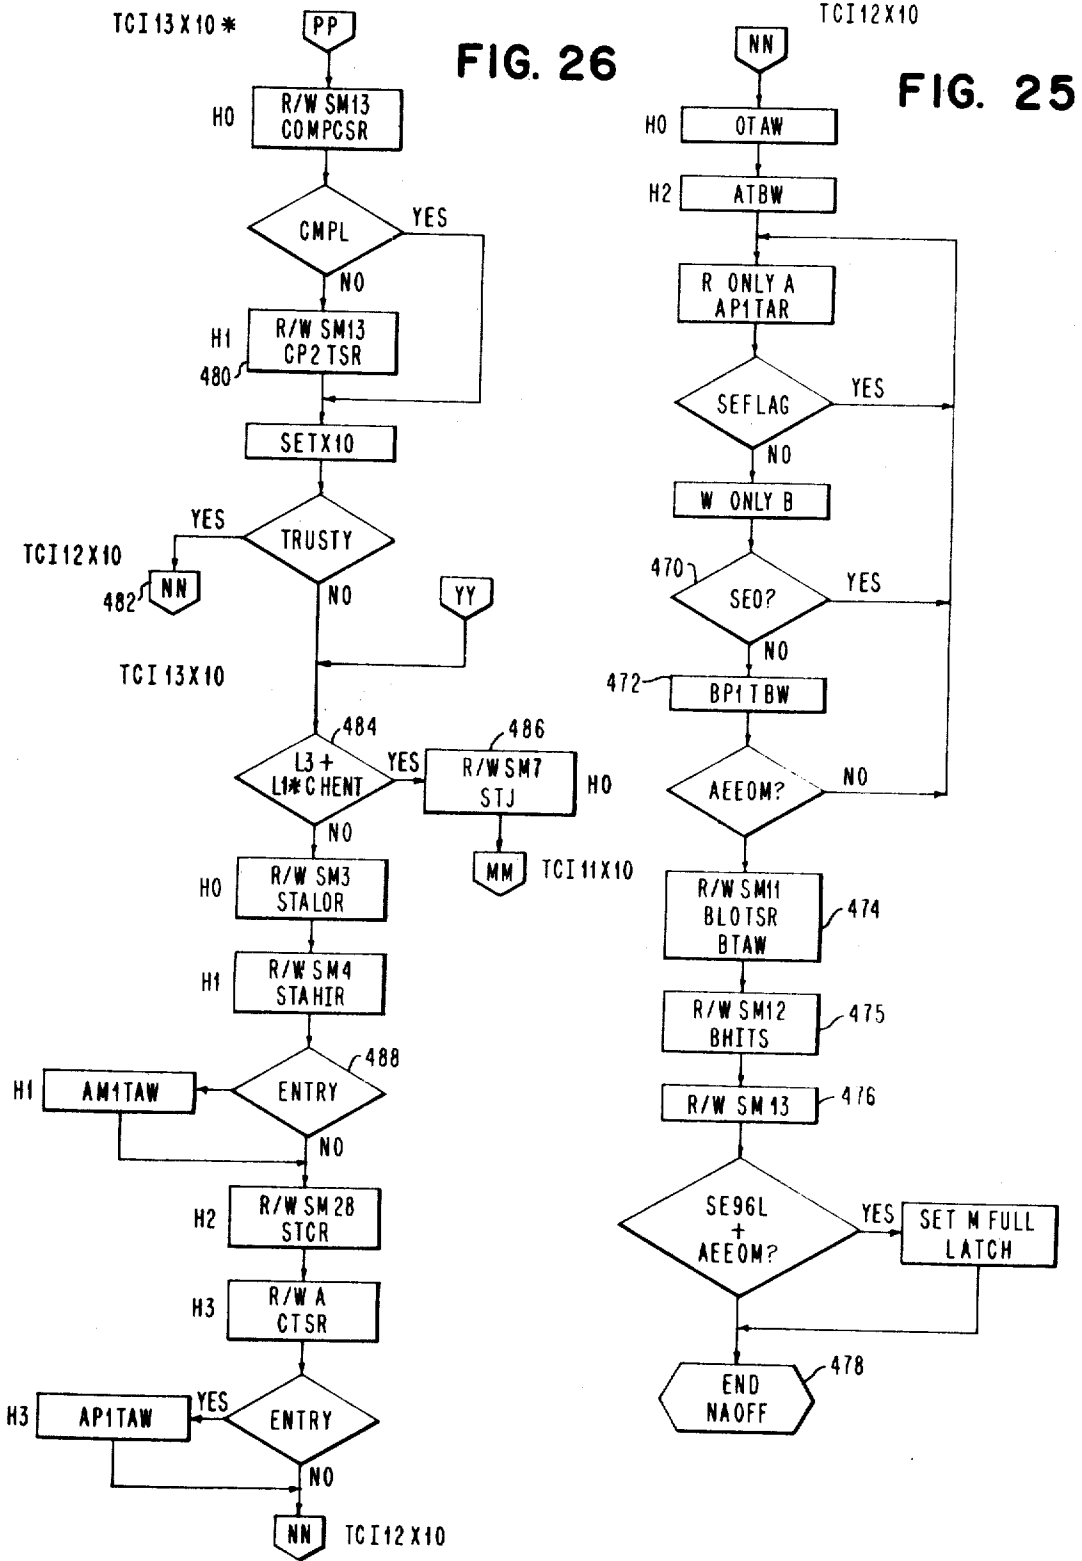 TCI13X10*
PP
FIG. 26
H0
R/W SM13
COMPCSR
CMPL
YES
NO
H1
R/W SM13
CP2TSR
480
SETX10
YES
TRUSTY
TCI12X10
NN
482
NO
YY
TCI13X10
484
L3 +
L1*CHENT
YES
486
R/WSM7
STJ
H0
NO
MM
TCI11X10
H0
R/W SM3
STALOR
H1
R/W SM4
STAHIR
488
ENTRY
H1
AM1TAW
NO
H2
R/W SM28
STCR
H3
R/W A
CTSR
YES
ENTRY
H3
AP1TAW
NO
NN
TCI12X10
TCI12X10
NN
FIG. 25
H0
OTAW
H2
ATBW
R ONLY A
AP1TAR
SEFLAG
YES
NO
W ONLY B
470
SE0?
YES
NO
472
BP1TBW
AEEOM?
NO
R/WSM11
BLOTSR
BTAW
474
R/WSM12
BHITS
475
R/W SM13
476
SE96L
+
AEEOM?
YES
SET M FULL
LATCH
END
NAOFF
478